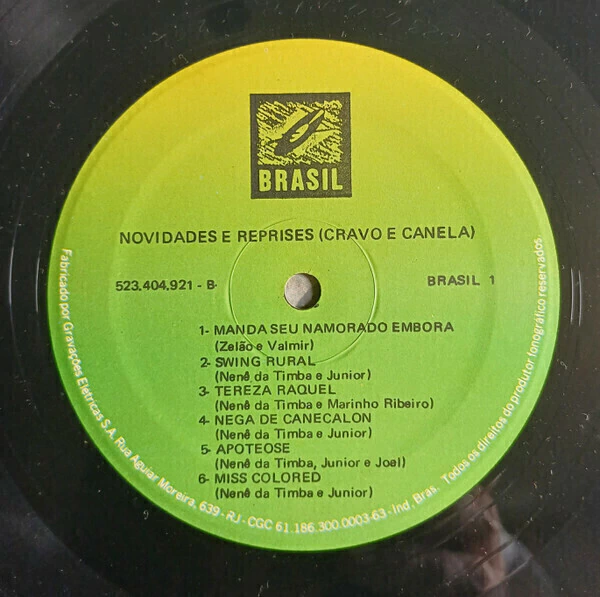 BRASIL
NOVIDADES E REPRISES (CRAVO E CANELA)
523.404.921 - B-
BRASIL 1
1- MANDA SEU NAMORADO EMBORA
(Zelão e Valmir)
2- SWING RURAL
(Nenê da Timba e Junior)
3- TEREZA RAQUEL
(Nenê da Timba e Marinho Ribeiro)
4- NEGA DE CANECALON
(Nenê da Timba e Junior)
5- APOTEOSE
(Nenê da Timba, Junior e Joel)
6- MISS COLORED
(Nenê da Timba e Junior)
Fabricado por Gravações Elétricas S.A. Rua Aguiar Moreira, 639 - RJ - CGC 61.186.300.0003-63 - Ind. Bras. Todos os direitos do produtor fonográfico reservados.